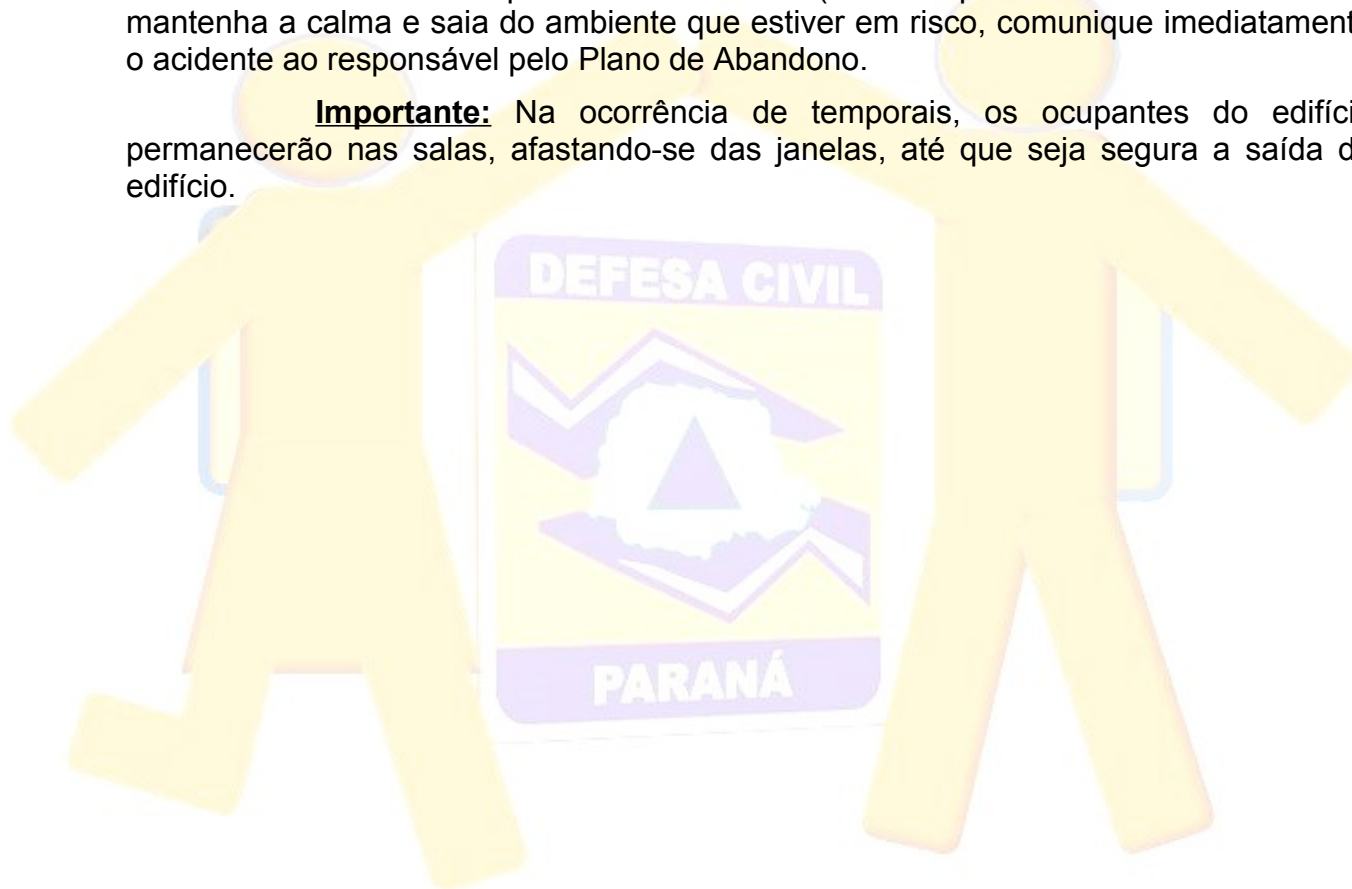 mantenha a calma e saia do ambiente que estiver em risco, comunique imediatament
o acidente ao responsável pelo Plano de Abandono.
Importante: Na ocorrência de temporais, os ocupantes do edifíci
permanecerão nas salas, afastando-se das janelas, até que seja segura a saída d
edifício.
DEFESA CIVIL
PARANÁ